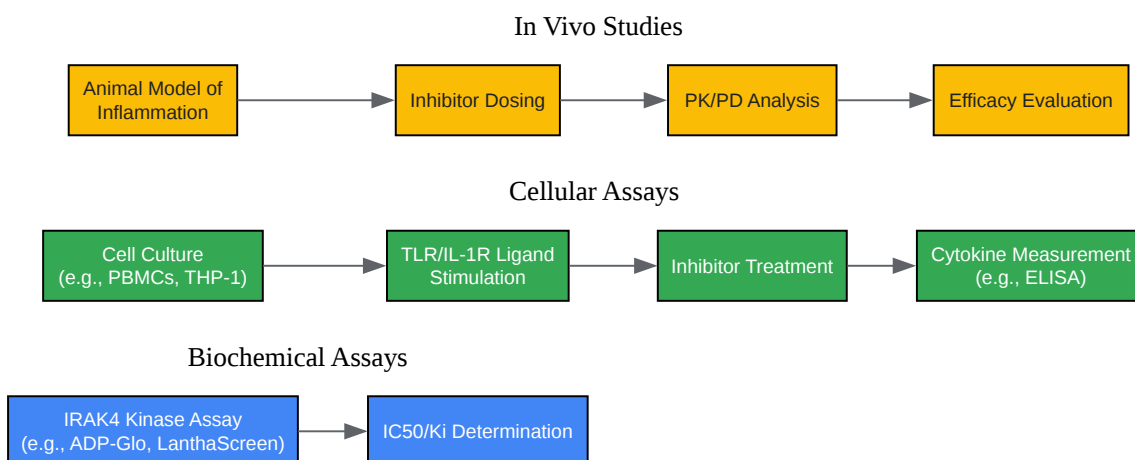 In Vivo Studies
Animal Model of
Inflammation
Inhibitor Dosing
PK/PD Analysis
Efficacy Evaluation
Cellular Assays
Cell Culture
(e.g., PBMCs, THP-1)
TLR/IL-1R Ligand
Stimulation
Inhibitor Treatment
Cytokine Measurement
(e.g., ELISA)
Biochemical Assays
IRAK4 Kinase Assay
(e.g., ADP-Glo, LanthaScreen)
IC50/Ki Determination